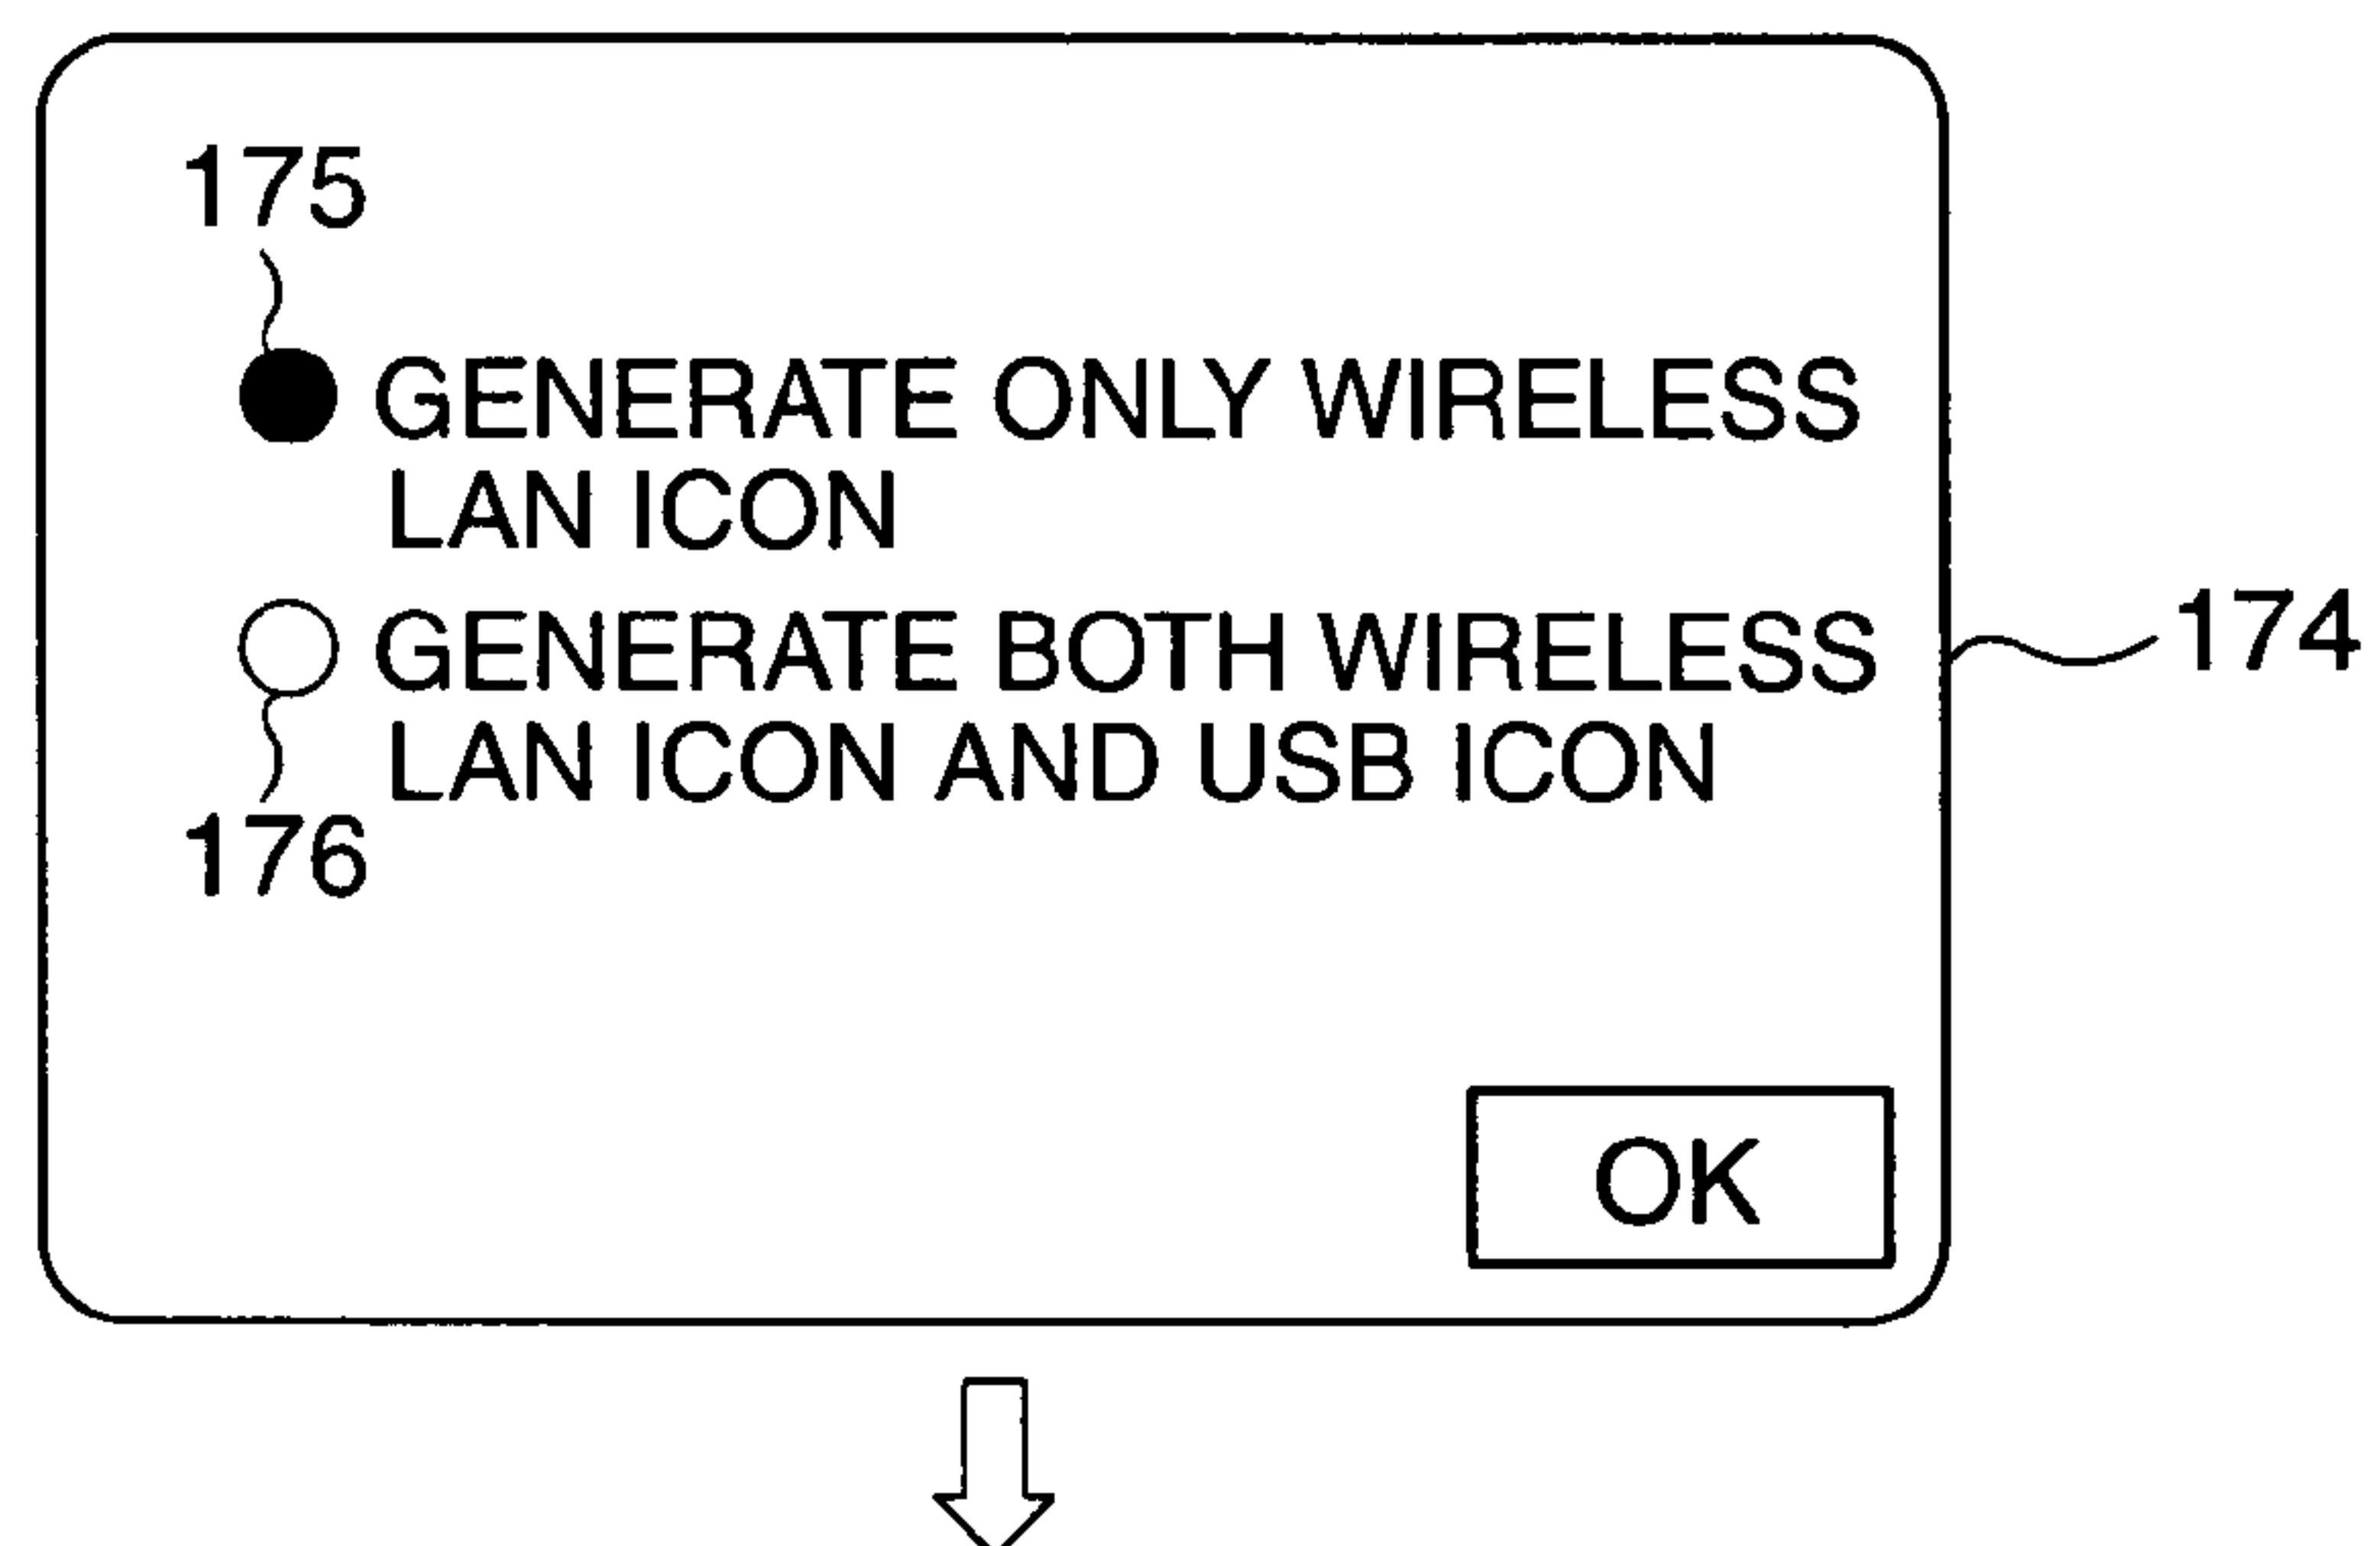 175
GENERATE ONLY WIRELESS
LAN ICON
GENERATE BOTH WIRELESS
LAN ICON AND USB ICON
174
176
OK